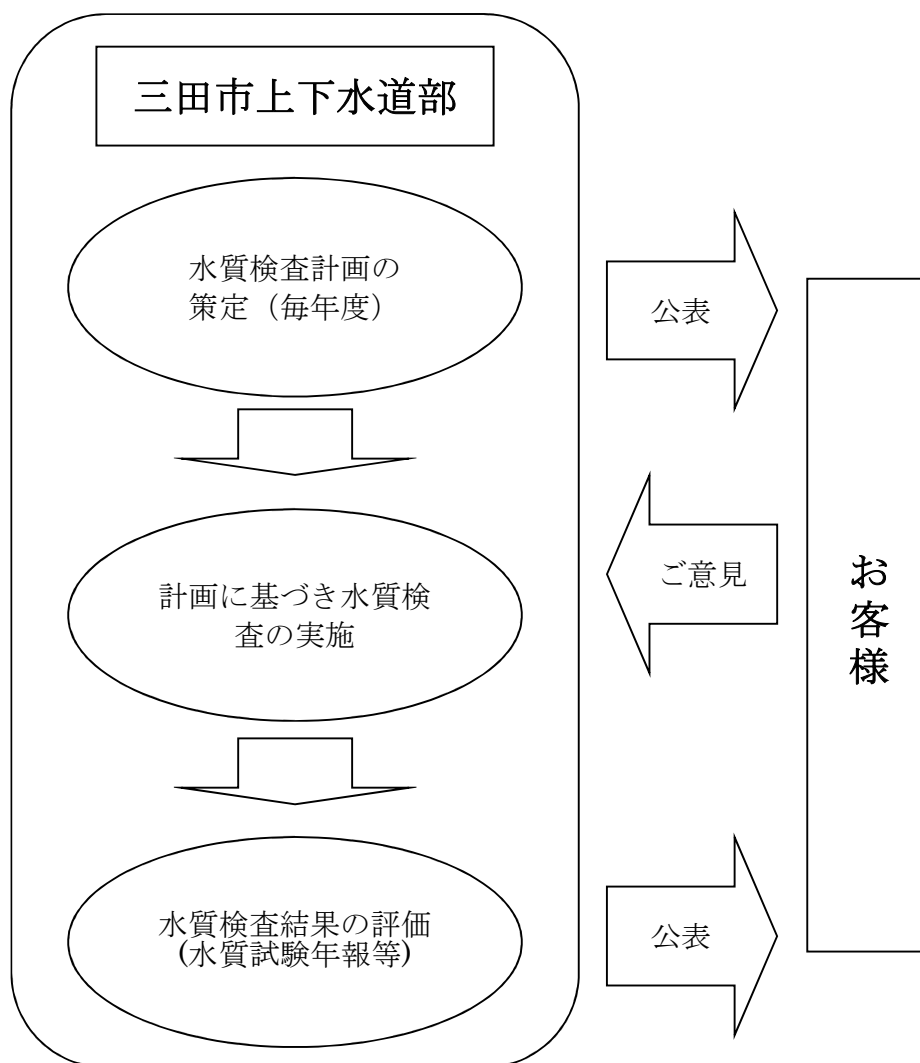 三田市上下水道部
水質検査計画の
策定（毎年度）
公表
ご意見
お客様
計画に基づき水質検
査の実施
水質検査結果の評価
(水質試験年報等)
公表